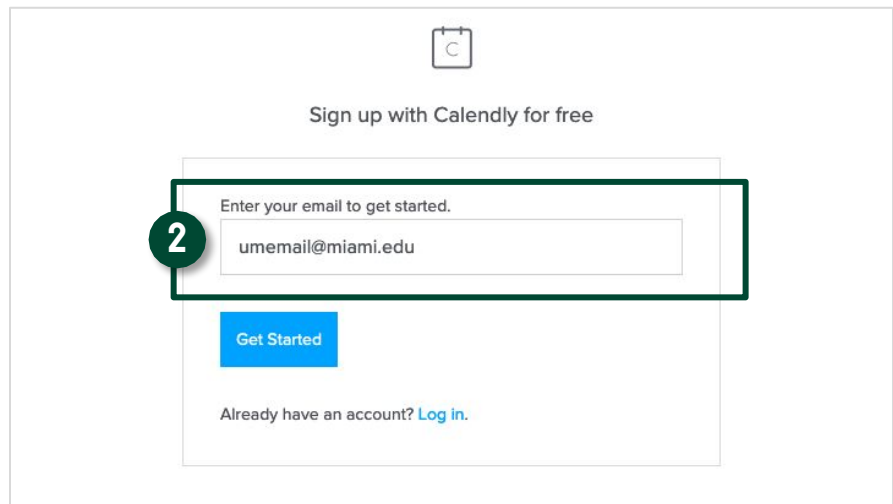 C
Sign up with Calendly for free
Enter your email to get started.
2
umemail@miami.edu
Get Started
Already have an account? Log in.